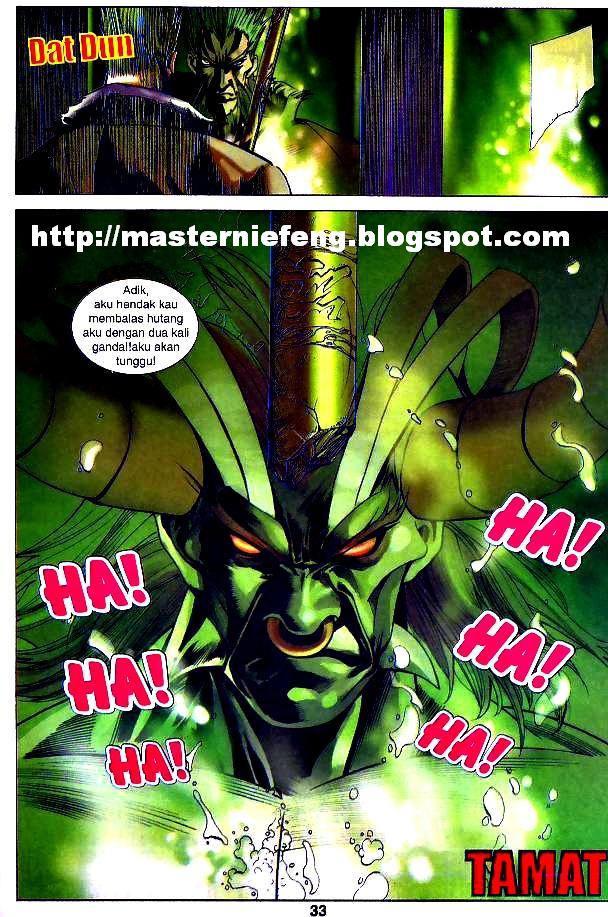 Dat Dun
http://masterniefeng.blogspot.com
Adik,
aku hendak kau
membalas hutang
aku dengan dua kali
ganda!!aku akan
tunggu!
HA!
HA!
HA!
HA!
HA!
HA!
TAMAT
33